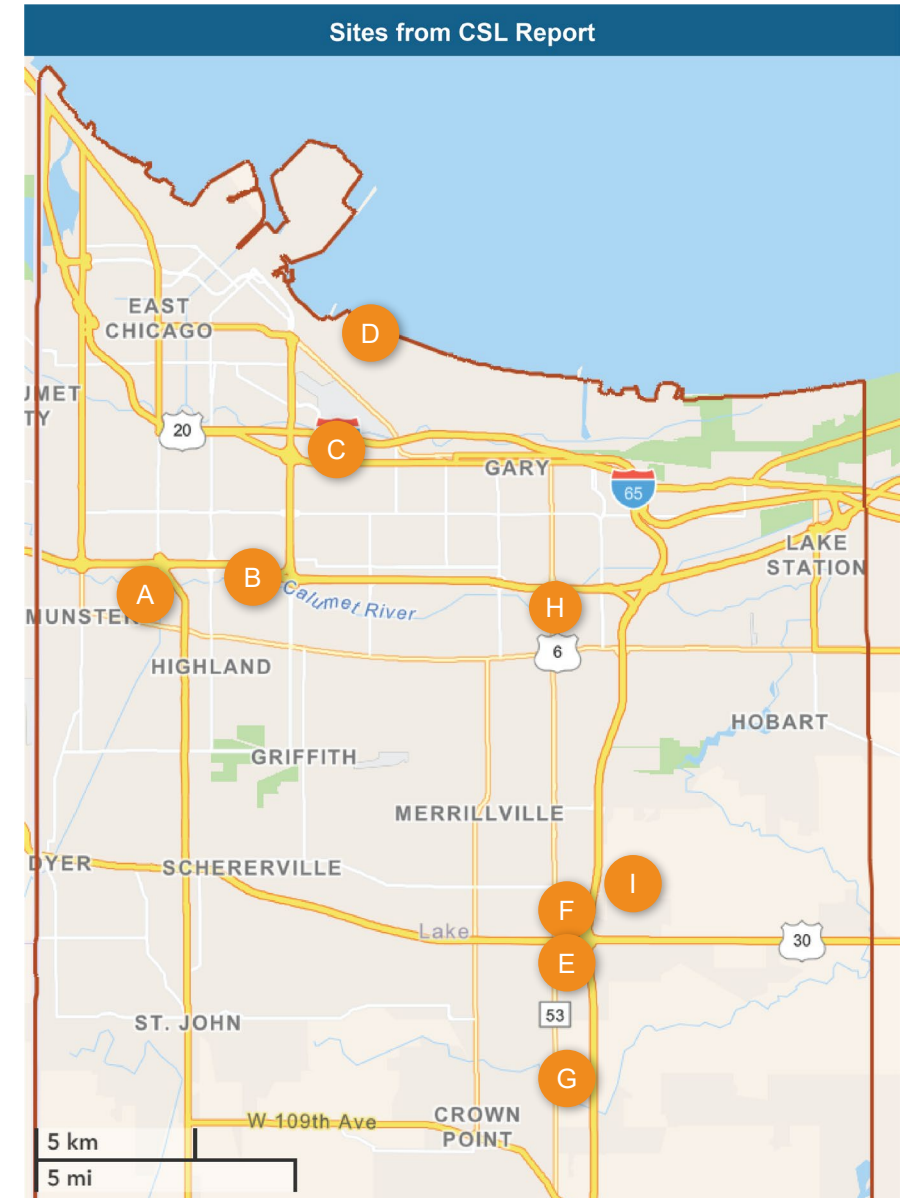 Sites from CSL Report
EAST
CHICAGO
D
UMET
TY
20
C
GARY
65
LAKE
STATION
A
B
Calumet River
H
MUNSTER
6
HIGHLAND
HOBART
GRIFFITH
MERRILLVILLE
DYER
SCHERERVILLE
I
F
Lake
30
E
53
ST. JOHN
G
W 109th Ave
CROWN
POINT
5 km
5 mi